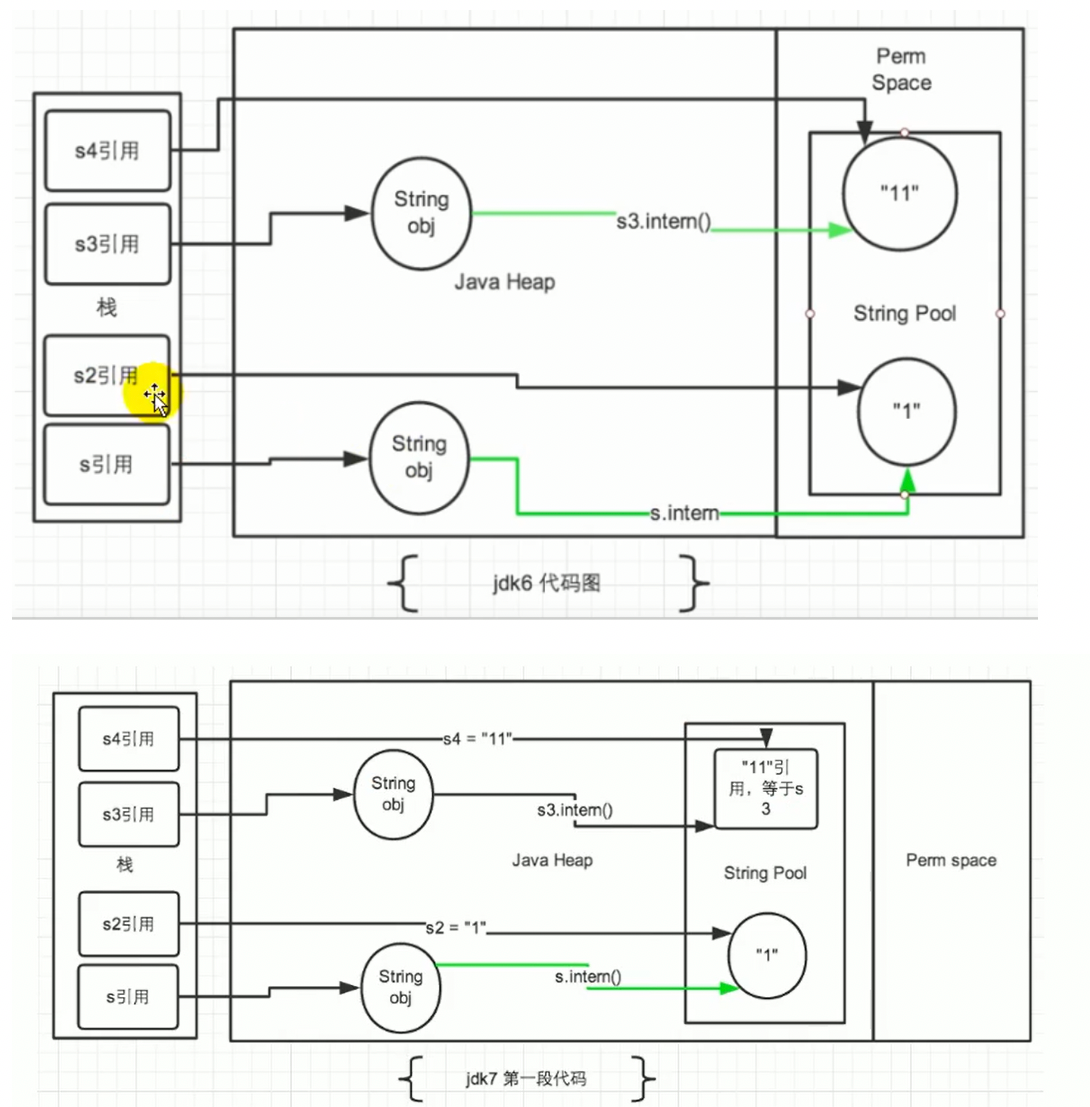 Perm
Space
s4引用
String
obj
"11"
s3.intern()
s3引用
Java Heap
栈
String Pool
s2引用
"1"
String
obj
s引用
s.intern
jdk6 代码图
s4引用
s4 = "11"
"11"引
用，等于s
3
String
obj
s3.intern()
s3引用
Java Heap
Perm space
栈
String Pool
s2引用
s2 = "1"
"1"
String
obj
s.intern()
s引用
jdk7 第一段代码